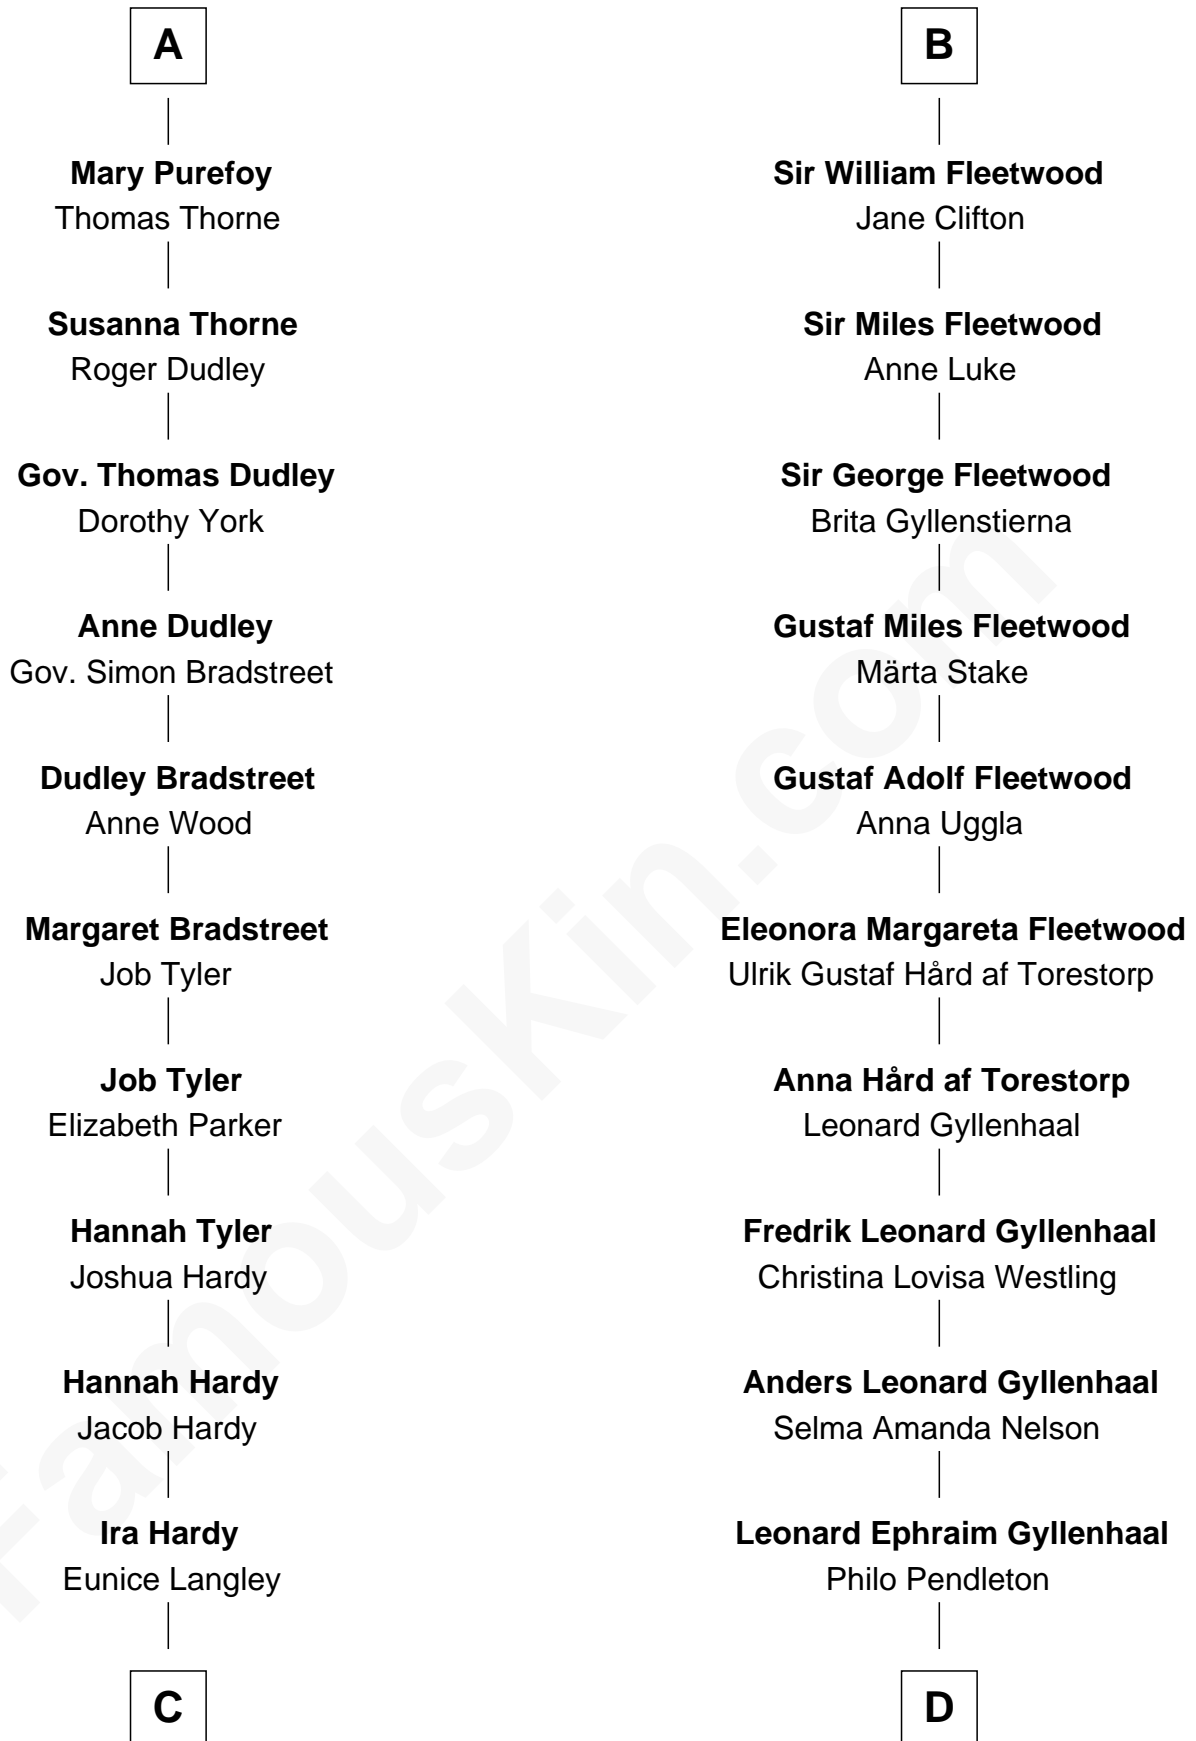 A
Mary Purefoy
Thomas Thorne
Susanna Thorne
Roger Dudley
Gov. Thomas Dudley
Dorothy York
Anne Dudley
Gov. Simon Bradstreet
Dudley Bradstreet
Anne Wood
Margaret Bradstreet
Job Tyler
Job Tyler
Elizabeth Parker
Hannah Tyler
Joshua Hardy
Hannah Hardy
Jacob Hardy
Ira Hardy
Eunice Langley
C
B
Sir William Fleetwood
Jane Clifton
Sir Miles Fleetwood
Anne Luke
Sir George Fleetwood
Brita Gyllenstierna
Gustaf Miles Fleetwood
Märta Stake
Gustaf Adolf Fleetwood
Anna Uggla
Eleonora Margareta Fleetwood
Ulrik Gustaf Hård af Torestorp
Anna Hård af Torestorp
Leonard Gyllenhaal
Fredrik Leonard Gyllenhaal
Christina Lovisa Westling
Anders Leonard Gyllenhaal
Selma Amanda Nelson
Leonard Ephraim Gyllenhaal
Philo Pendleton
D
FamousKin.com